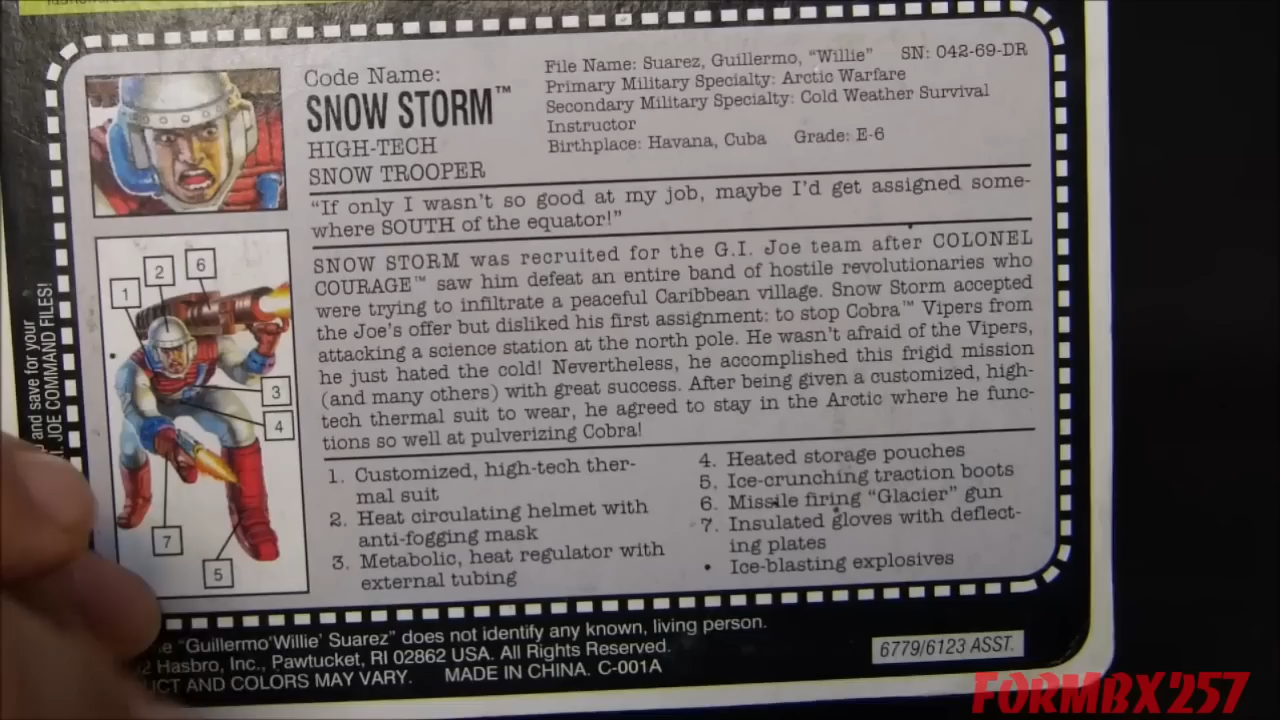 Code Name:
SNOW STORM™
HIGH-TECH
SNOW TROOPER
File Name: Suarez, Guillermo, "Willie" SN: 042-69-DR
Primary Military Specialty: Arctic Warfare
Secondary Military Specialty: Cold Weather Survival
Instructor
Birthplace: Havana, Cuba Grade: E-6
"If only I wasn't so good at my job, maybe I'd get assigned some-
where SOUTH of the equator!"
SNOW STORM was recruited for the G.I. Joe team after COLONEL
COURAGE™ saw him defeat an entire band of hostile revolutionaries who
were trying to infiltrate a peaceful Caribbean village. Snow Storm accepted
the Joe's offer but disliked his first assignment: to stop Cobra™ Vipers from
attacking a science station at the north pole. He wasn't afraid of the Vipers,
he just hated the cold! Nevertheless, he accomplished this frigid mission
(and many others) with great success. After being given a customized, high-
tech thermal suit to wear, he agreed to stay in the Arctic where he func-
tions so well at pulverizing Cobra!
1
2
6
3
4
7
5
1. Customized, high-tech ther-
mal suit
2. Heat circulating helmet with
anti-fogging mask
3. Metabolic, heat regulator with
external tubing
4. Heated storage pouches
5. Ice-crunching traction boots
6. Missile firing "Glacier" gun
7. Insulated gloves with deflect-
ing plates
• Ice-blasting explosives
and save for your
JOE COMMAND FILES!
"Guillermo 'Willie' Suarez" does not identify any known, living person.
Hasbro, Inc., Pawtucket, RI 02862 USA. All Rights Reserved.
AND COLORS MAY VARY. MADE IN CHINA. C-001A
6779/6123 ASST.
FORMBX257